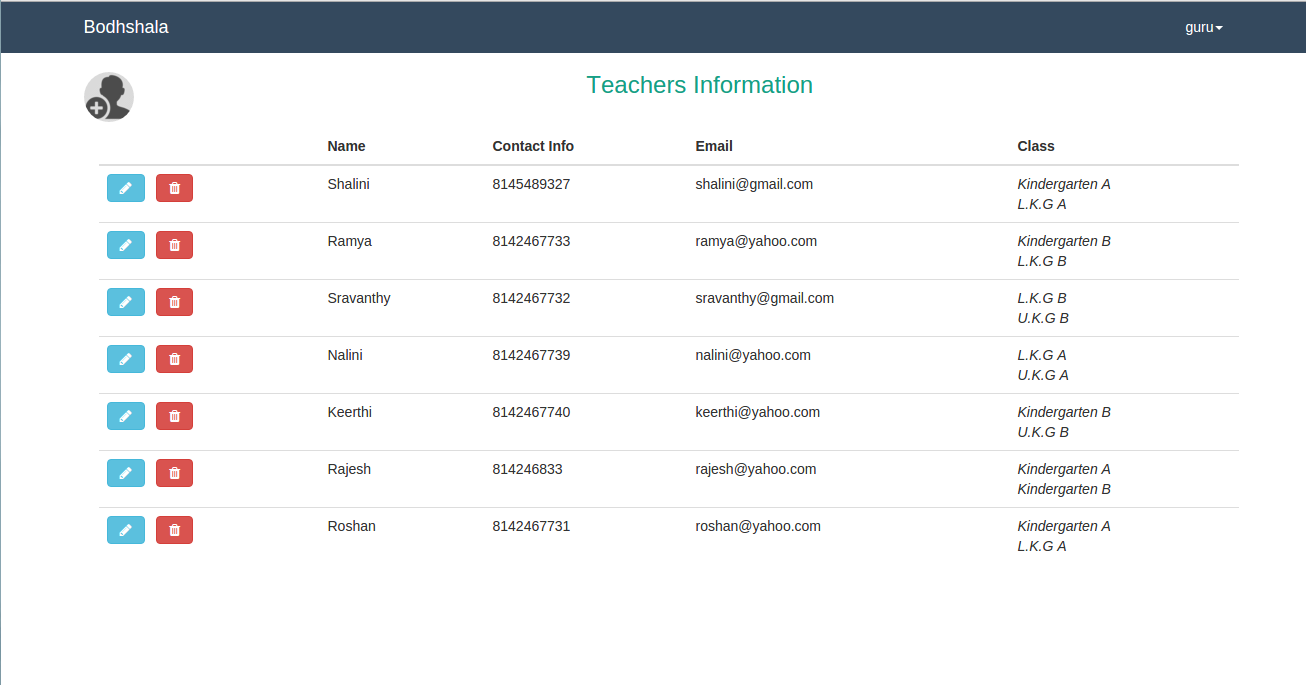 Bodhshala guru
Teachers Information
Name Contact Info Email Class
Shalini 8145489327 shalini@gmail.com Kindergarten A
L.K.G A
Ramya 8142467733 ramya@yahoo.com Kindergarten B
L.K.G B
Sravanthy 8142467732 sravanthy@gmail.com L.K.G B
U.K.G B
Nalini 8142467739 nalini@yahoo.com L.K.G A
U.K.G A
Keerthi 8142467740 keerthi@yahoo.com Kindergarten B
U.K.G B
Rajesh 814246833 rajesh@yahoo.com Kindergarten A
Kindergarten B
Roshan 8142467731 roshan@yahoo.com Kindergarten A
L.K.G A